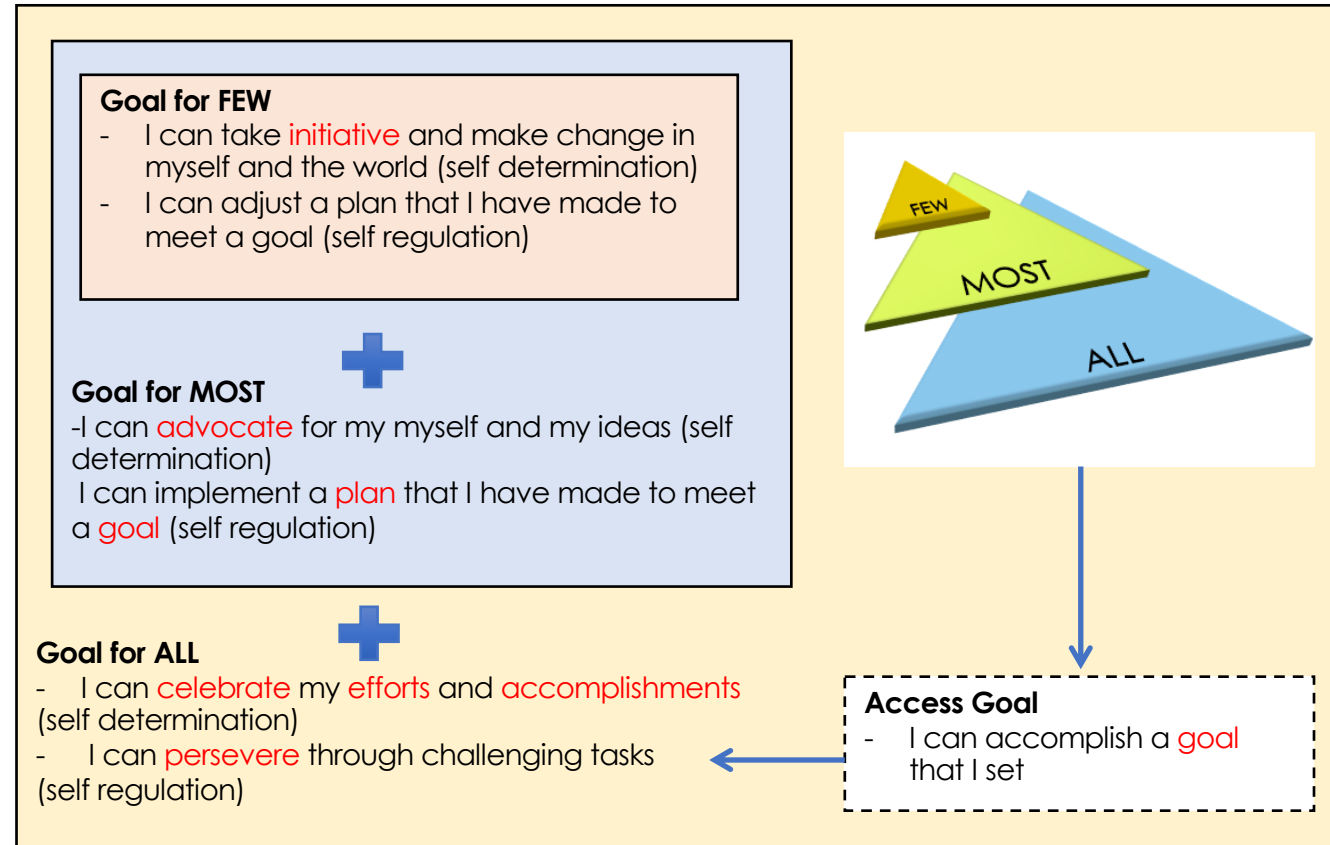 Goal for FEW
- I can take initiative and make change in
myself and the world (self determination)
- I can adjust a plan that I have made to
meet a goal (self regulation)
Goal for MOST
-I can advocate for my myself and my ideas (self
determination)
I can implement a plan that I have made to meet
a goal (self regulation)
Goal for ALL
- I can celebrate my efforts and accomplishments
(self determination)
- I can persevere through challenging tasks
(self regulation)
FEW
MOST
ALL
Access Goal
- I can accomplish a goal
that I set